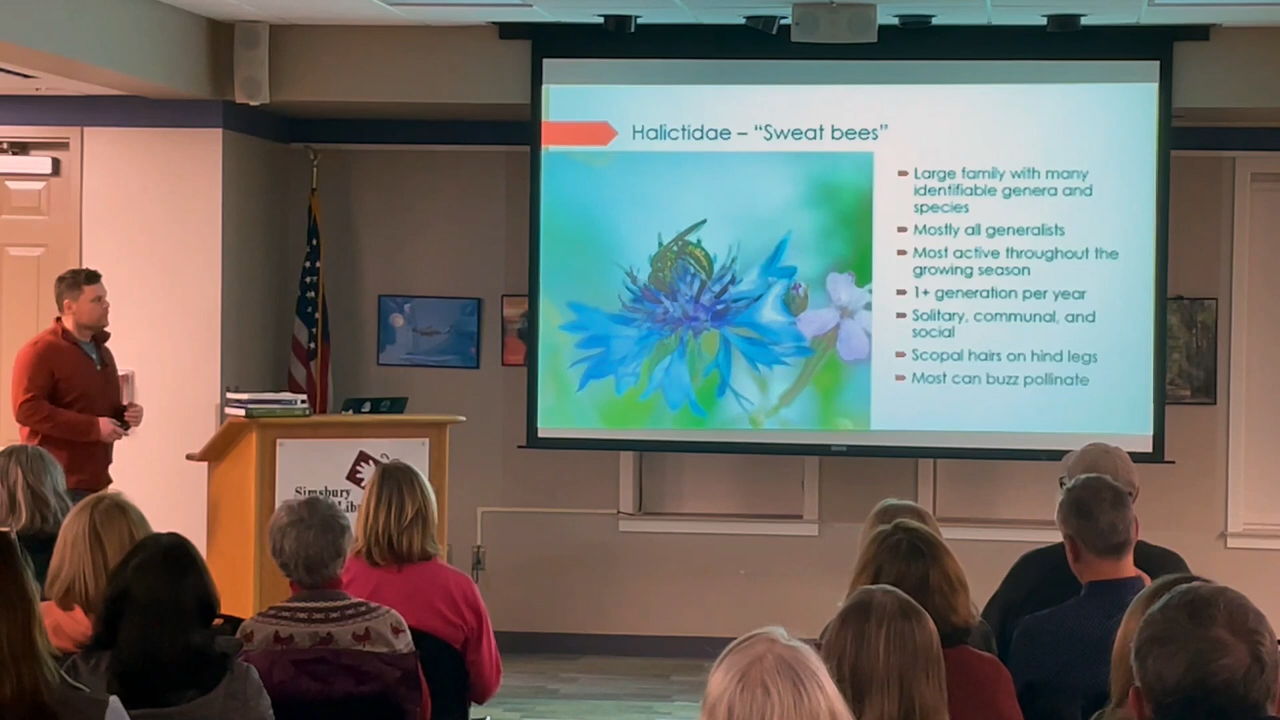 Halictidae – “Sweat bees”
Large family with many
identifiable genera and
species
Mostly all generalists
Most active throughout the
growing season
1+ generation per year
Solitary, communal, and
social
Scopal hairs on hind legs
Most can buzz pollinate
Simsbury